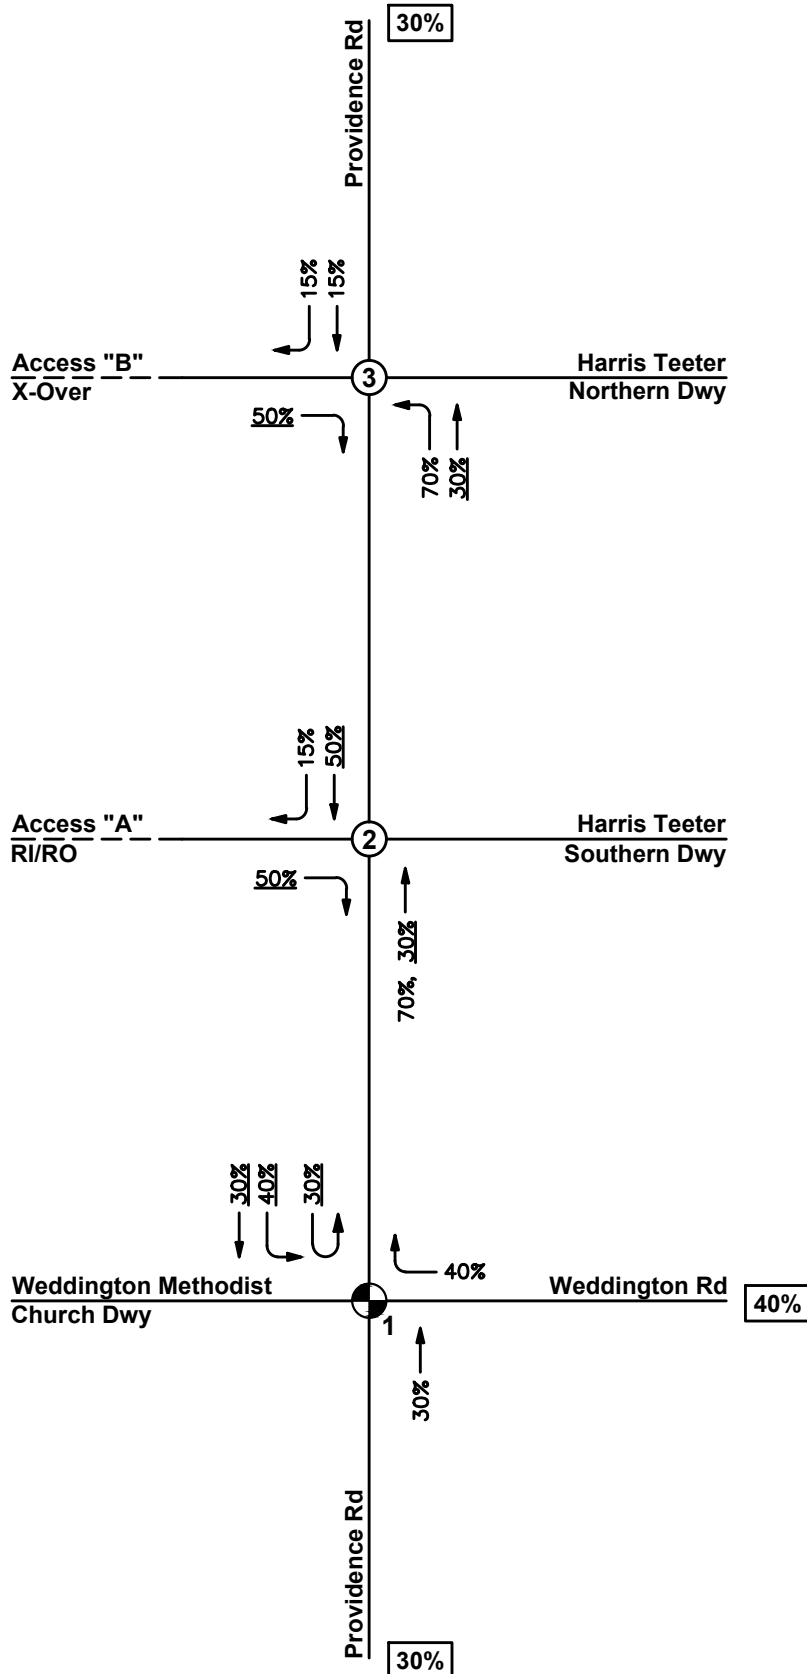 30%
Providence Rd
15%
15%
Access "B"
X-Over
3
Harris Teeter
Northern Dwy
50%
70%
30%
15%
50%
Access "A"
RI/RO
2
Harris Teeter
Southern Dwy
50%
70%, 30%
30%
40%
30%
40%
Weddington Methodist
Church Dwy
1
Weddington Rd
40%
30%
Providence Rd
30%